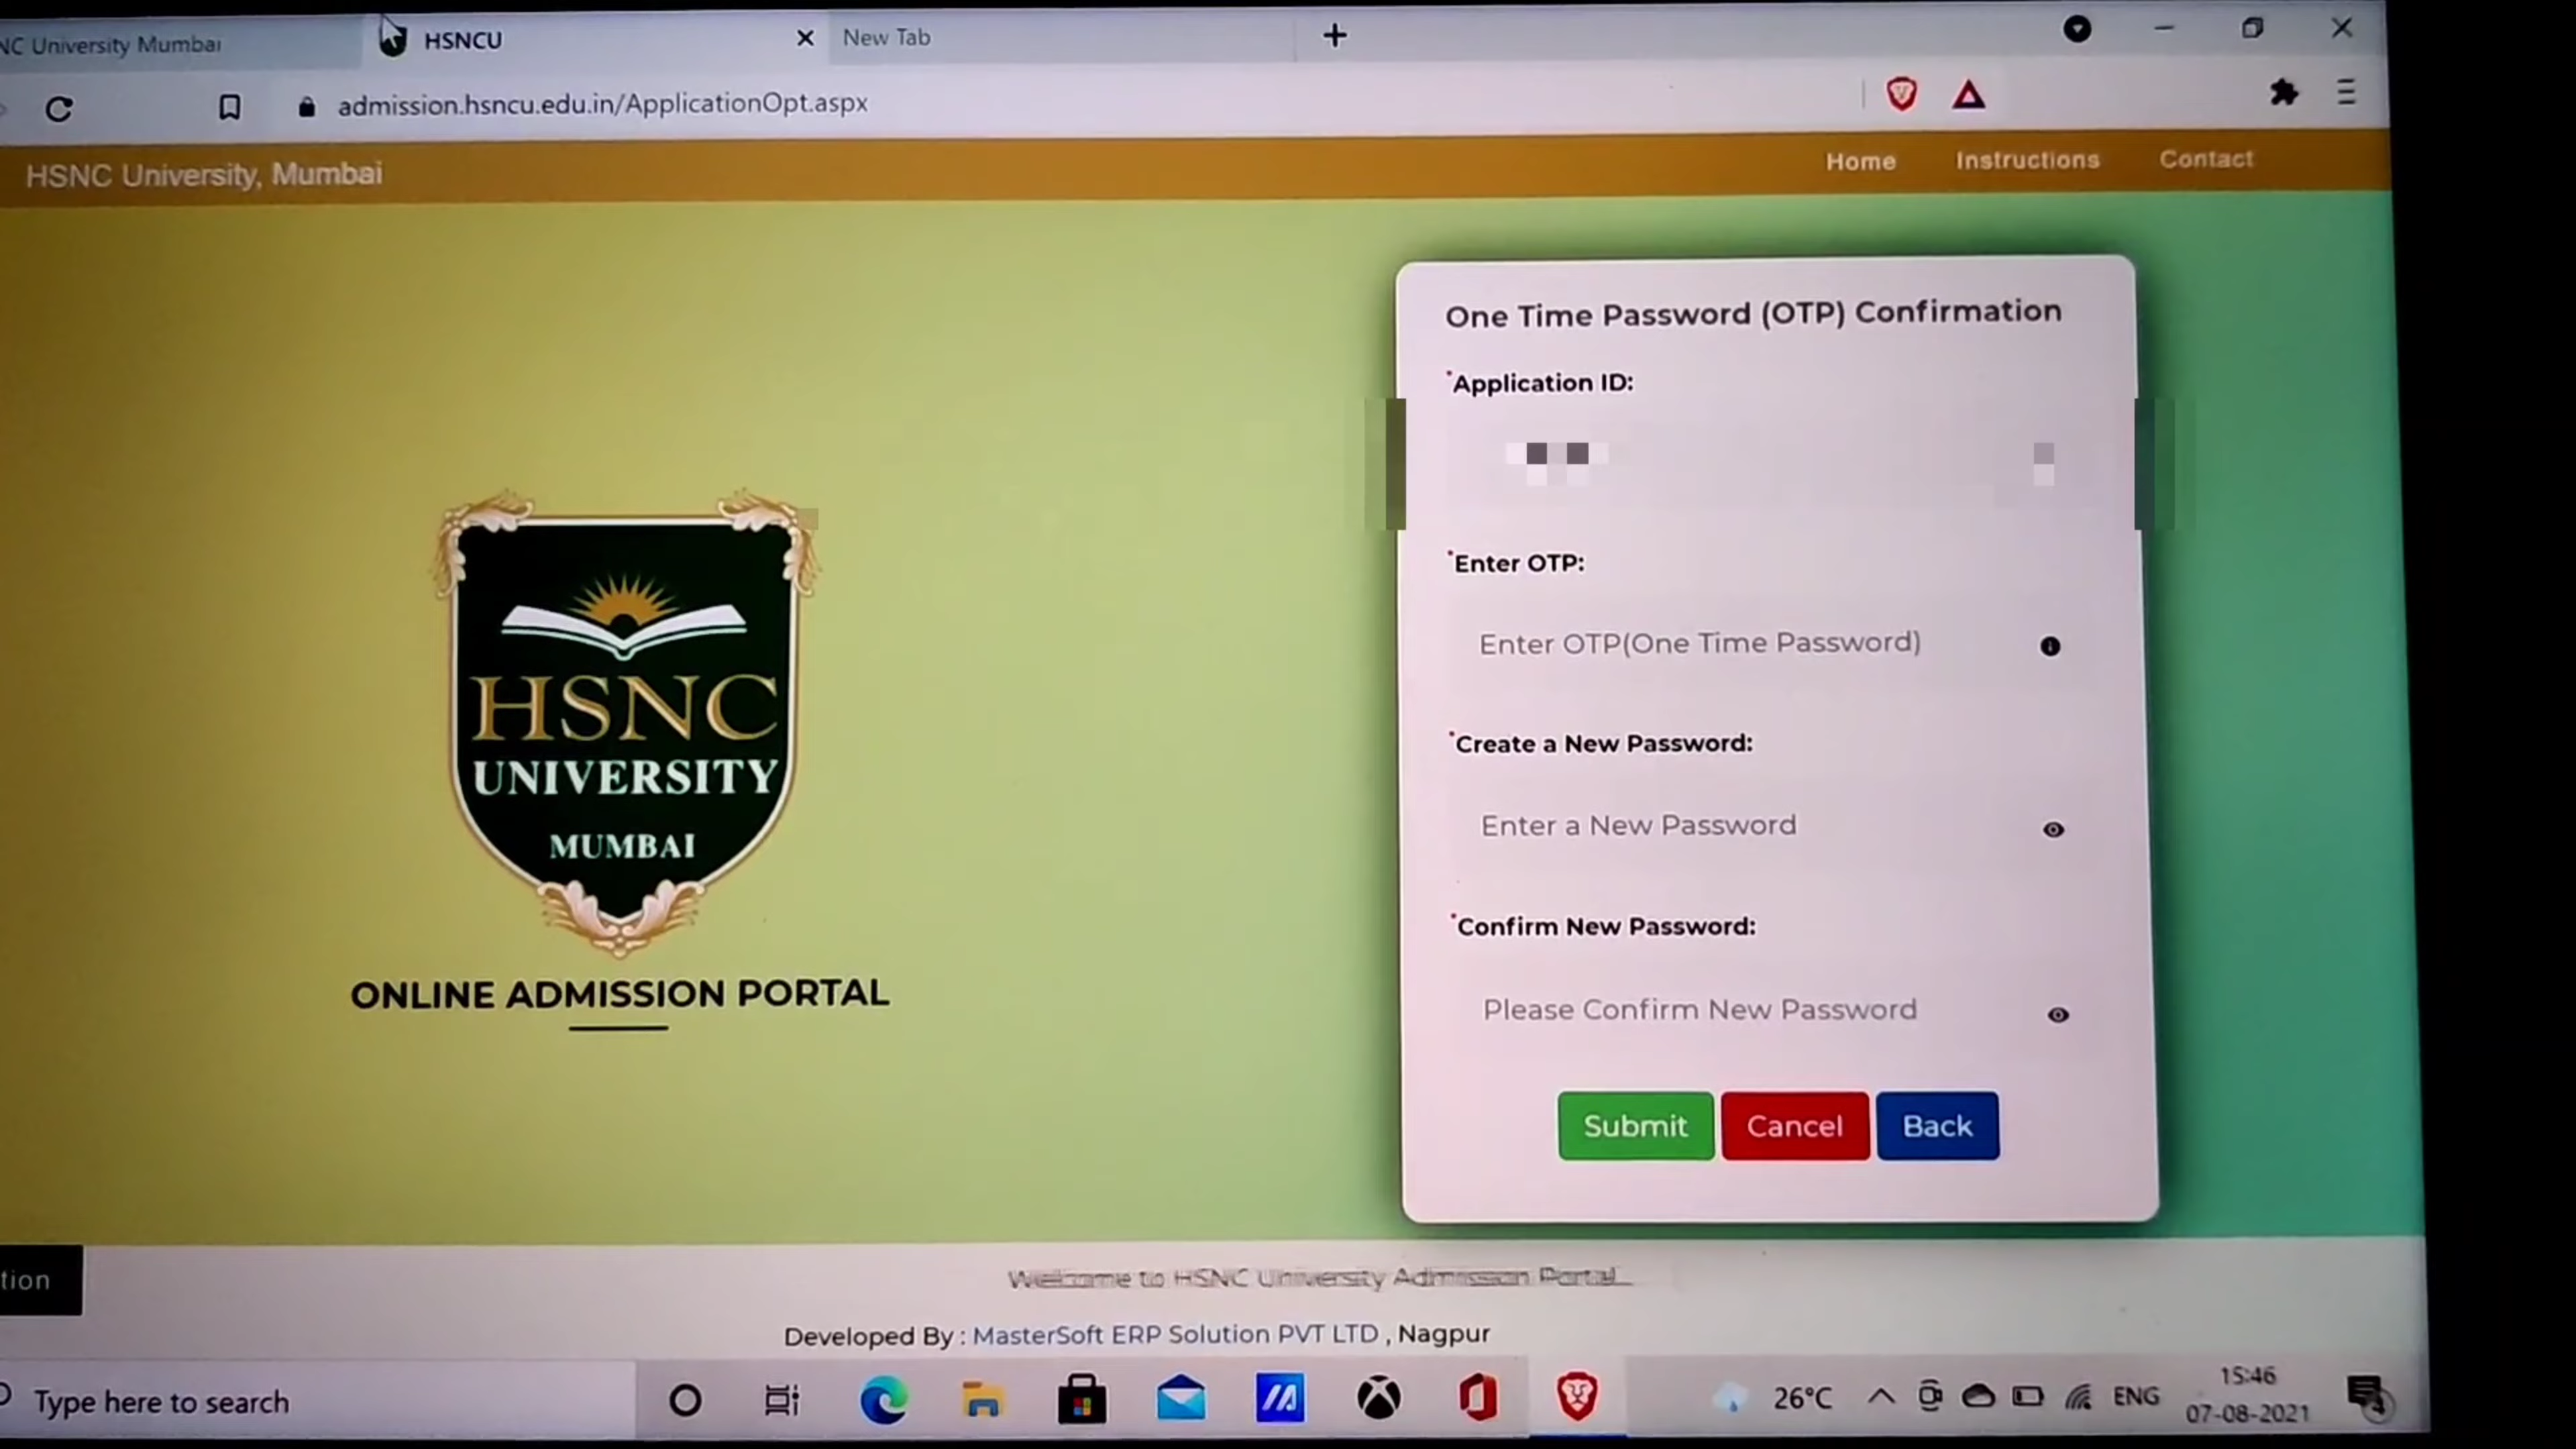 NC University Mumbai
HSNCU
New Tab
admission.hsncu.edu.in/ApplicationOpt.aspx
HSNC University, Mumbai
Home
Instructions
Contact
One Time Password (OTP) Confirmation
*Application ID:
*Enter OTP:
Enter OTP(One Time Password)
*Create a New Password:
Enter a New Password
*Confirm New Password:
Please Confirm New Password
Submit
Cancel
Back
HSNC
UNIVERSITY
MUMBAI
ONLINE ADMISSION PORTAL
tion
Welcome to HSNC University Admission Portal...
Developed By : MasterSoft ERP Solution PVT LTD , Nagpur
Type here to search
26°C
ENG
15:46
07-08-2021